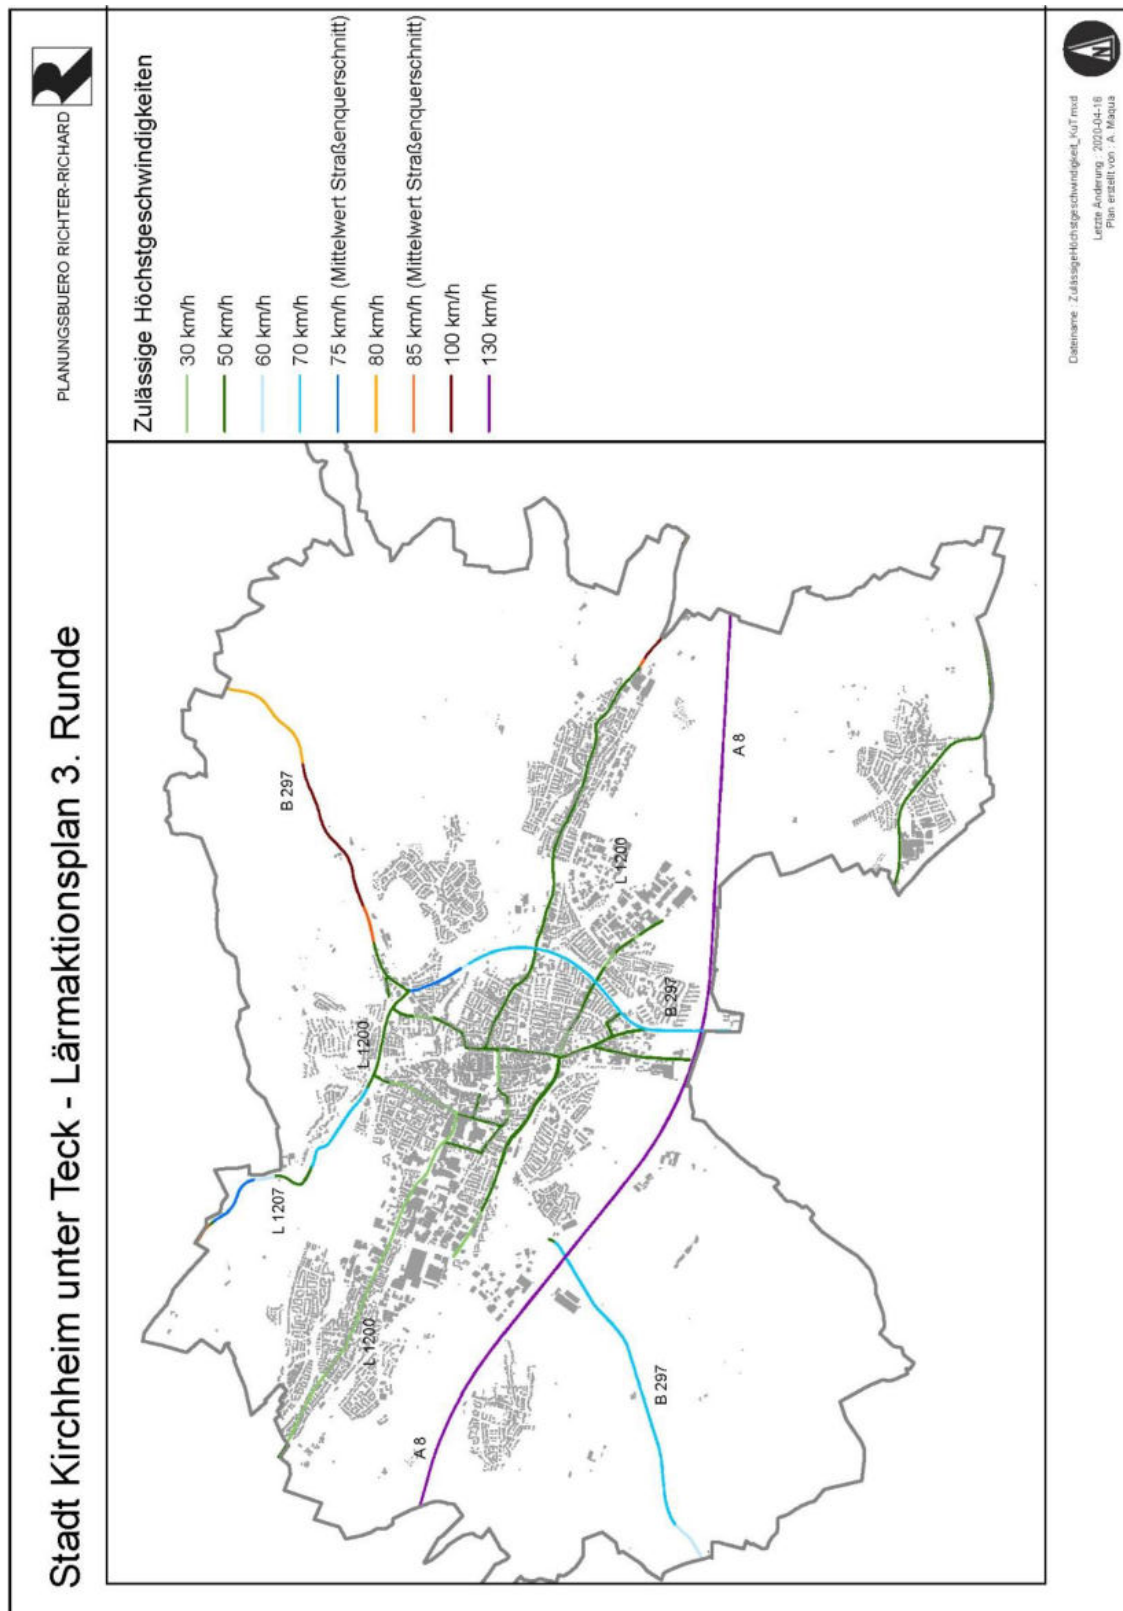 Stadt Kirchheim unter Teck - Lärmaktionsplan 3. Runde
PLANUNGSBUERO RICHTER-RICHARD
Zulässige Höchstgeschwindigkeiten
30 km/h
50 km/h
60 km/h
70 km/h
75 km/h (Mittelwert Straßenquerschnitt)
80 km/h
85 km/h (Mittelwert Straßenquerschnitt)
100 km/h
130 km/h
B 297
L 1207
L 1200
L 1200
L 1200
A 8
B 297
A 8
B 297
N
Dateiname : ZulässigeHöchstgeschwindigkeit_KuT.mxd
Letzte Änderung : 2020-04-16
Plan erstellt von : A. Maqua